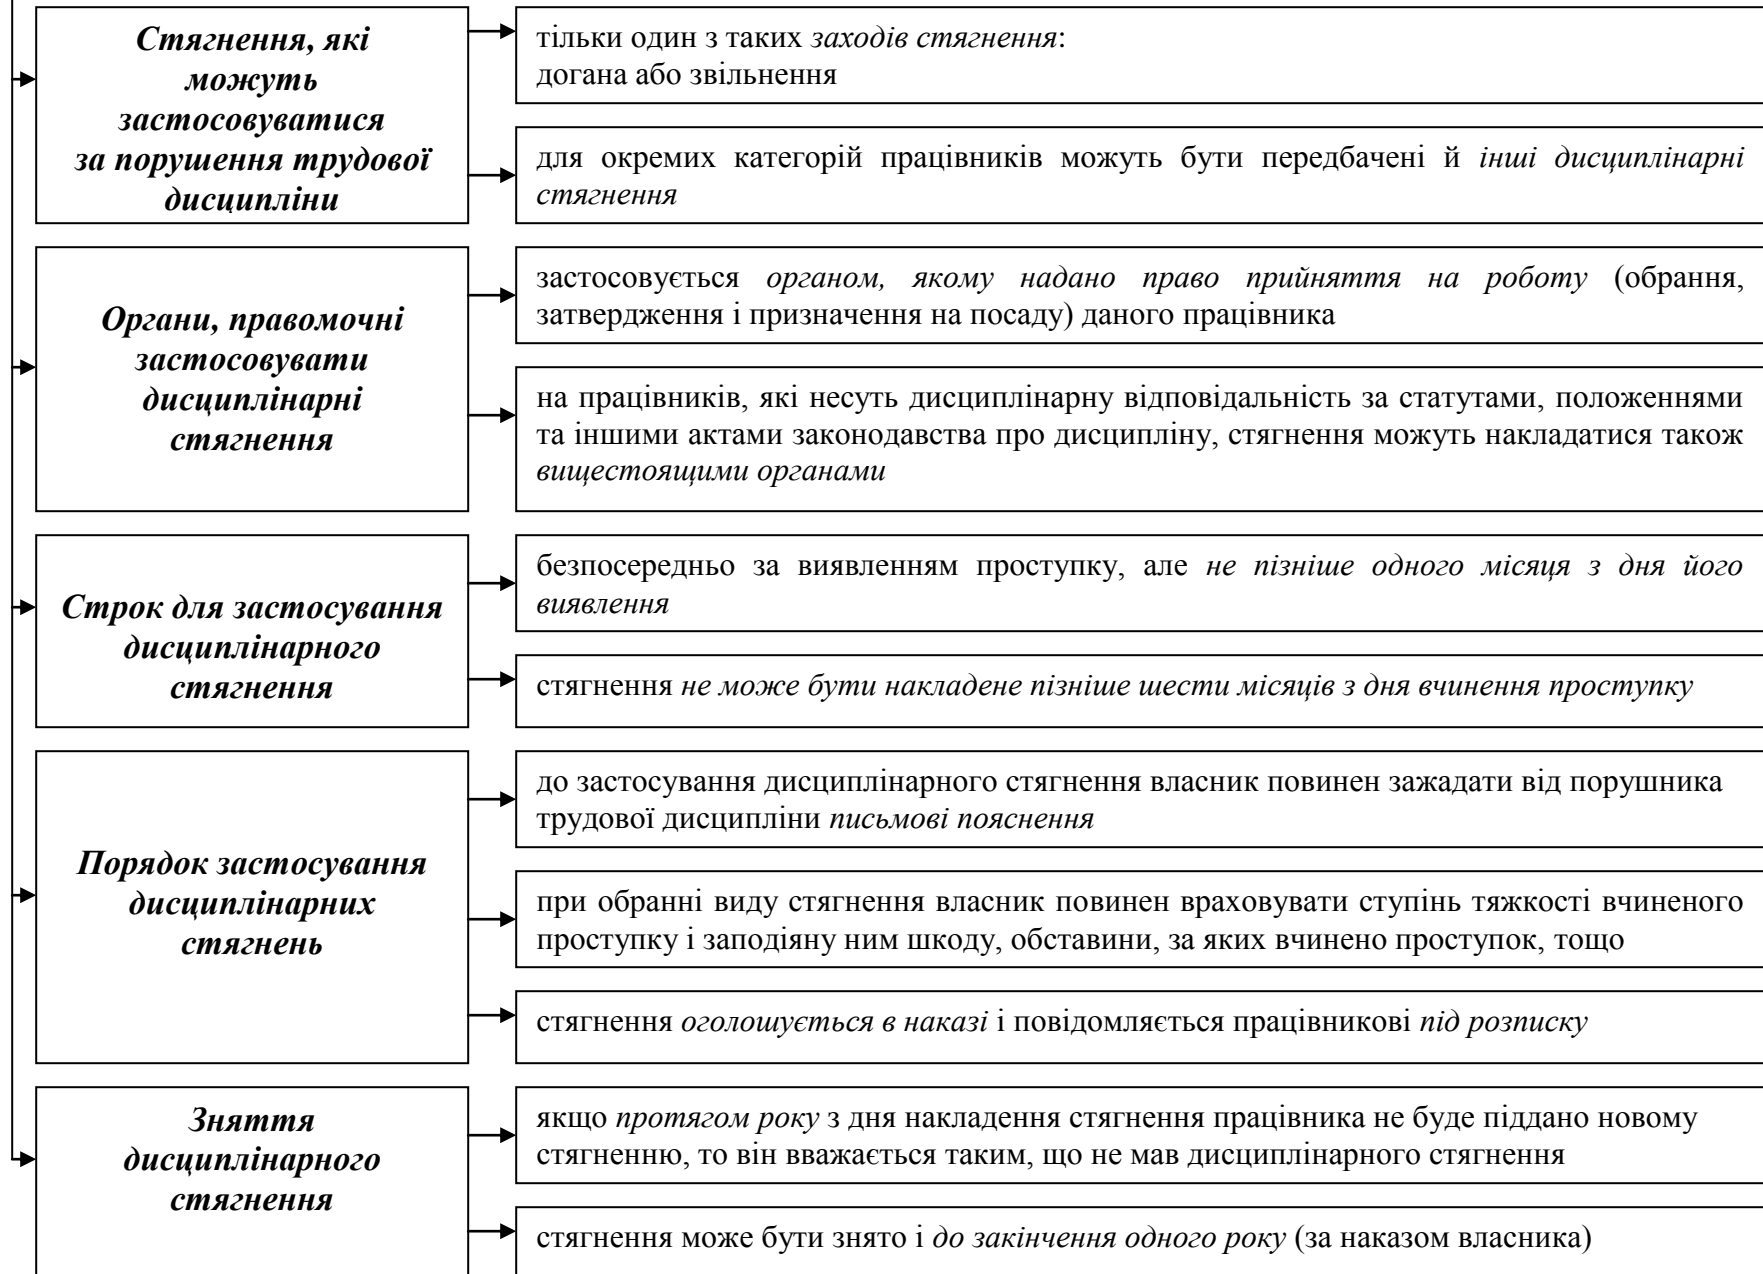 Стягнення, які
можуть
застосовуватися
за порушення трудової
дисципліни
тільки один з таких заходів стягнення:
догана або звільнення
для окремих категорій працівників можуть бути передбачені й інші дисциплінарні
стягнення
Органи, правомочні
застосовувати
дисциплінарні
стягнення
застосовується органом, якому надано право прийняття на роботу (обрання,
затвердження і призначення на посаду) даного працівника
на працівників, які несуть дисциплінарну відповідальність за статутами, положеннями
та іншими актами законодавства про дисципліну, стягнення можуть накладатися також
вищестоящими органами
Строк для застосування
дисциплінарного
стягнення
безпосередньо за виявленням проступку, але не пізніше одного місяця з дня його
виявлення
стягнення не може бути накладене пізніше шести місяців з дня вчинення проступку
Порядок застосування
дисциплінарних
стягнень
до застосування дисциплінарного стягнення власник повинен зажадати від порушника
трудової дисципліни письмові пояснення
при обранні виду стягнення власник повинен враховувати ступінь тяжкості вчиненого
проступку і заподіяну ним шкоду, обставини, за яких вчинено проступок, тощо
стягнення оголошується в наказі і повідомляється працівникові під розписку
Зняття
дисциплінарного
стягнення
якщо протягом року з дня накладення стягнення працівника не буде піддано новому
стягненню, то він вважається таким, що не мав дисциплінарного стягнення
стягнення може бути знято і до закінчення одного року (за наказом власника)